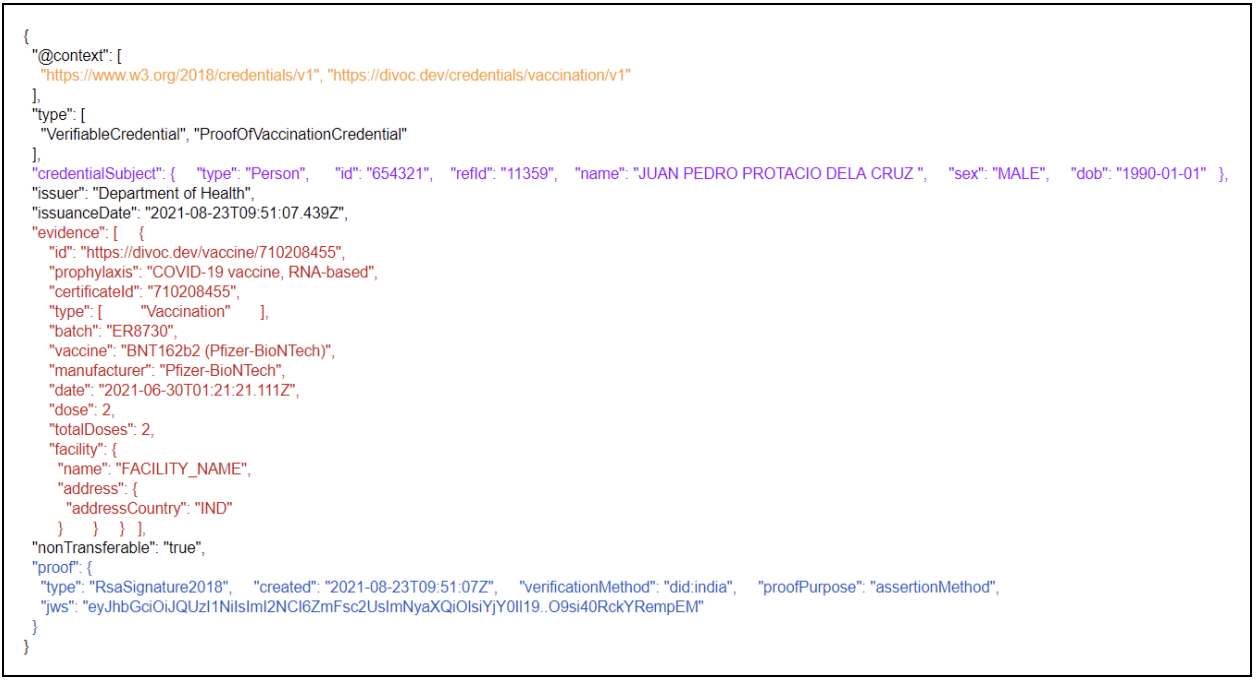 {
"@context": [
"https://www.w3.org/2018/credentials/v1", "https://divoc.dev/credentials/vaccination/v1"
],
"type": [
"VerifiableCredential", "ProofOfVaccinationCredential"
],
"credentialSubject": { "type": "Person", "id": "654321", "refId": "11359", "name": "JUAN PEDRO PROTACIO DELA CRUZ ", "sex": "MALE", "dob": "1990-01-01" },
"issuer": "Department of Health",
"issuanceDate": "2021-08-23T09:51:07.439Z",
"evidence": [ {
"id": "https://divoc.dev/vaccine/710208455",
"prophylaxis": "COVID-19 vaccine, RNA-based",
"certificateId": "710208455",
"type": [ "Vaccination" ],
"batch": "ER8730",
"vaccine": "BNT162b2 (Pfizer-BioNTech)",
"manufacturer": "Pfizer-BioNTech",
"date": "2021-06-30T01:21:21.111Z",
"dose": 2,
"totalDoses": 2,
"facility": {
"name": "FACILITY_NAME",
"address": {
"addressCountry": "IND"
} } } ],
"nonTransferable": "true",
"proof": {
"type": "RsaSignature2018", "created": "2021-08-23T09:51:07Z", "verificationMethod": "did:india", "proofPurpose": "assertionMethod",
"jws": "eyJhbGciOiJQUzI1NiIsImI2NCI6ZmFsc2UsImNyaXQiOlsiYjY0Il19..O9si40RckYRempEM"
}
}